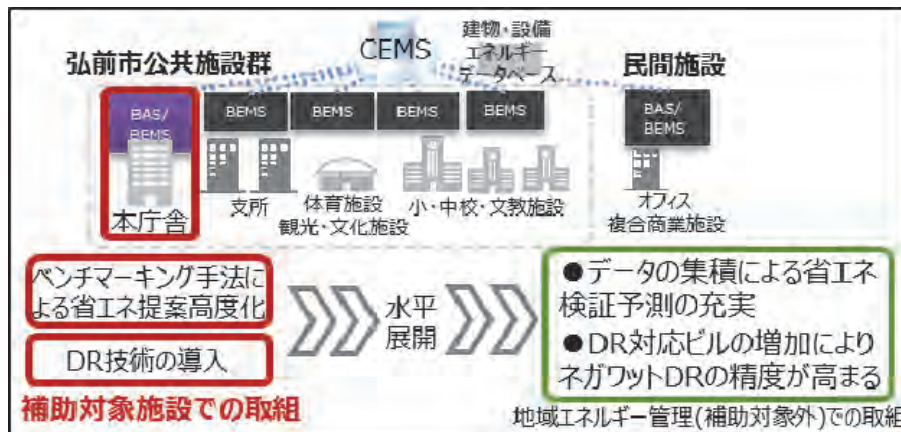 弘前市公共施設群
CEMS
建物・設備
エネルギー
データベース
民間施設
BAS/
BEMS
BEMS
BEMS
BEMS
BEMS
BAS/
BEMS
本庁舎
支所
体育施設
観光・文化施設
小・中校・文教施設
オフィス
複合商業施設
ベンチマーキング手法に
よる省エネ提案高度化
DR技術の導入
補助対象施設での取組
水平
展開
●データの集積による省エネ
検証予測の充実
●DR対応ビルの増加により
ネガワットDRの精度が高まる
地域エネルギー管理(補助対象外)での取組